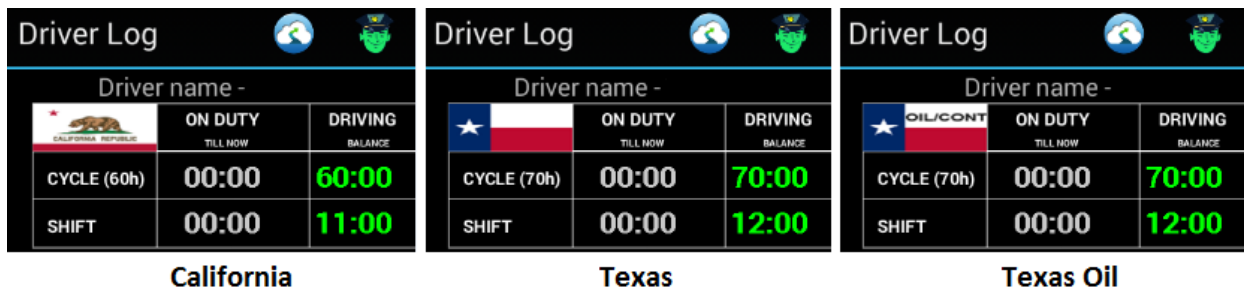 Driver Log
Driver name -
CALIFORNIA REPUBLIC
ON DUTY
TILL NOW
DRIVING
BALANCE
CYCLE (60h) 00:00 60:00
SHIFT 00:00 11:00
California
Driver Log
Driver name -
ON DUTY
TILL NOW
DRIVING
BALANCE
CYCLE (70h) 00:00 70:00
SHIFT 00:00 12:00
Texas
Driver Log
Driver name -
OIL/CONT
ON DUTY
TILL NOW
DRIVING
BALANCE
CYCLE (70h) 00:00 70:00
SHIFT 00:00 12:00
Texas Oil